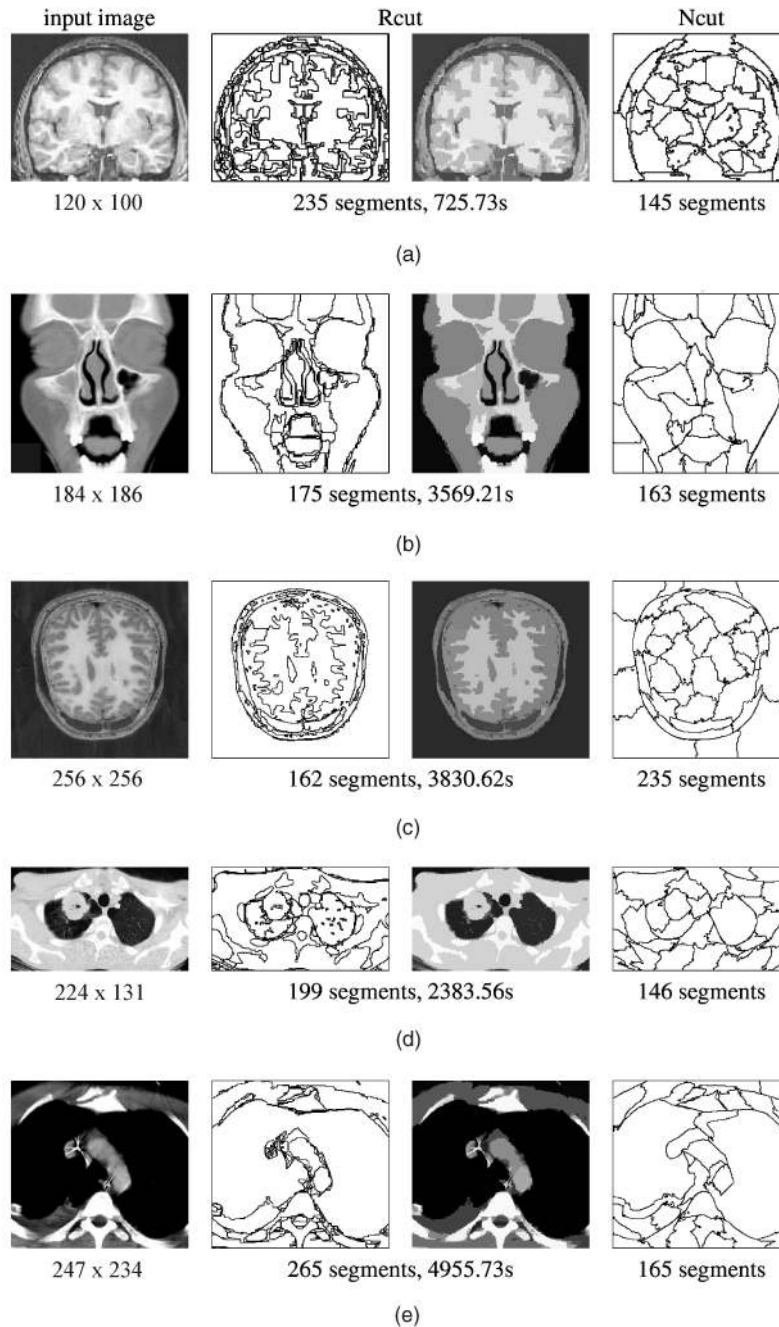 input image Rcut Ncut
120 x 100 235 segments, 725.73s 145 segments
(a)
184 x 186 175 segments, 3569.21s 163 segments
(b)
256 x 256 162 segments, 3830.62s 235 segments
(c)
224 x 131 199 segments, 2383.56s 146 segments
(d)
247 x 234 265 segments, 4955.73s 165 segments
(e)